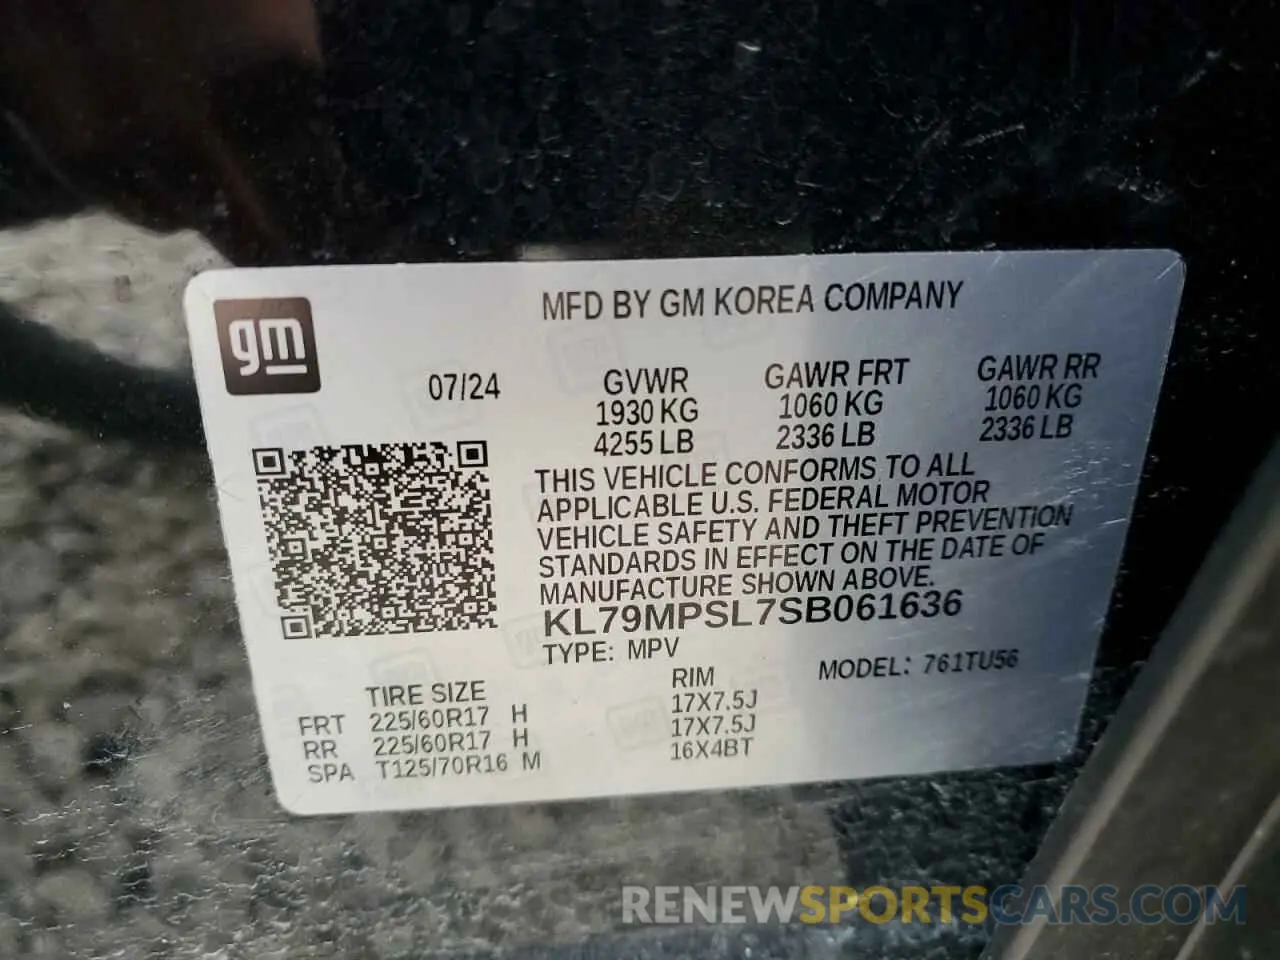 gm
MFD BY GM KOREA COMPANY
07/24
GVWR GAWR FRT GAWR RR
1930 KG 1060 KG 1060 KG
4255 LB 2336 LB 2336 LB
THIS VEHICLE CONFORMS TO ALL
APPLICABLE U.S. FEDERAL MOTOR
VEHICLE SAFETY AND THEFT PREVENTION
STANDARDS IN EFFECT ON THE DATE OF
MANUFACTURE SHOWN ABOVE.
KL79MPSL7SB061636
TYPE: MPV MODEL: 761TU56
TIRE SIZE RIM
FRT 225/60R17 H 17X7.5J
RR 225/60R17 H 17X7.5J
SPA T125/70R16 M 16X4BT
RENEWSPORTSCARS.COM